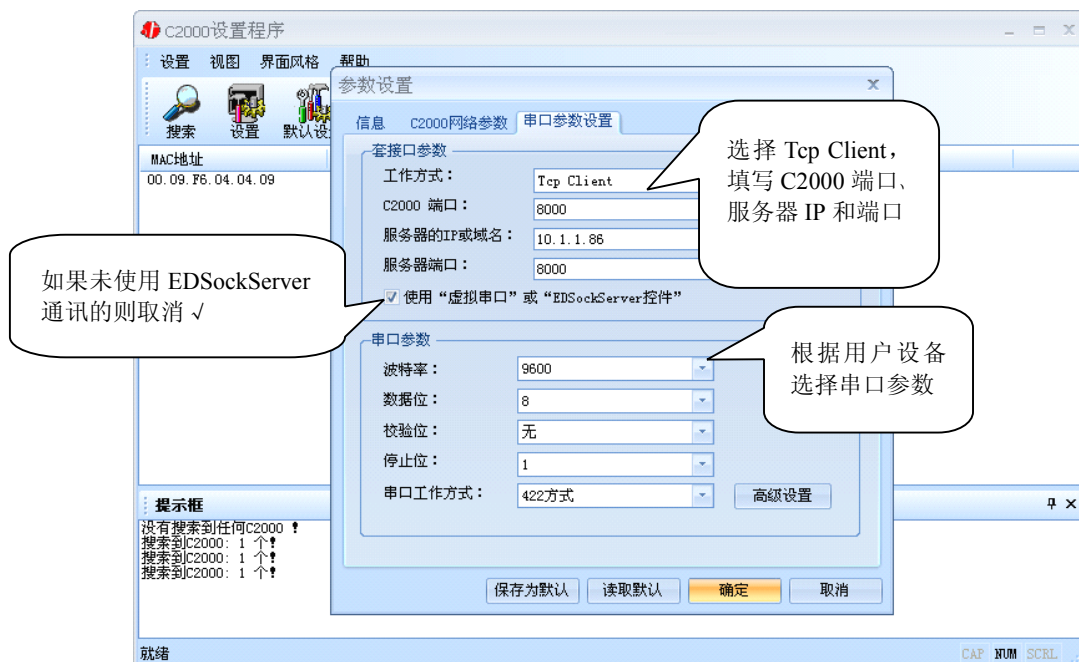 C2000设置程序
设置 视图 界面风格 帮助
搜索 设置 默认设
MAC地址
00.09.F6.04.04.09
参数设置
信息 C2000网络参数 串口参数设置
套接口参数
工作方式： Tcp Client
C2000 端口： 8000
服务器的IP或域名： 10.1.1.86
服务器端口： 8000
使用“虚拟串口”或“EDSockServer控件”
选择 Tcp Client，
填写 C2000 端口、
服务器 IP 和端口
如果未使用 EDSockServer
通讯的则取消 √
串口参数
波特率： 9600
数据位： 8
校验位： 无
停止位： 1
串口工作方式： 422方式 高级设置
根据用户设备
选择串口参数
保存为默认 读取默认 确定 取消
提示框
没有搜索到任何C2000 ！
搜索到C2000: 1 个！
搜索到C2000: 1 个！
搜索到C2000: 1 个！
就绪 CAP NUM SCRL